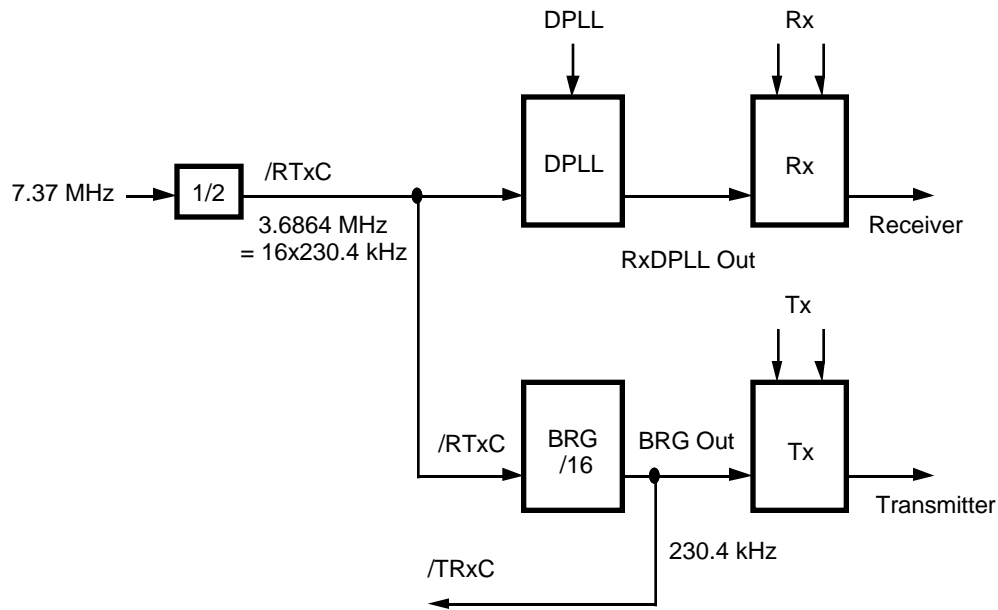 DPLL
Rx
DPLL
Rx
7.37 MHz
1/2
/RTxC
3.6864 MHz
= 16x230.4 kHz
Receiver
RxDPLL Out
Tx
/RTxC
BRG
/16
BRG Out
Tx
Transmitter
230.4 kHz
/TRxC